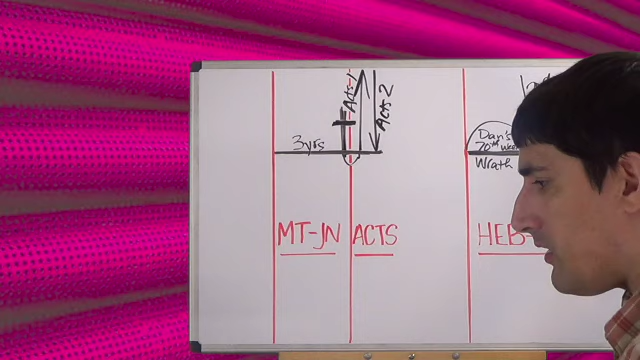 3yrs
Acts 1
Acts 2
Dan's
70th Week
Wrath
MT-JN
ACTS
HEB-